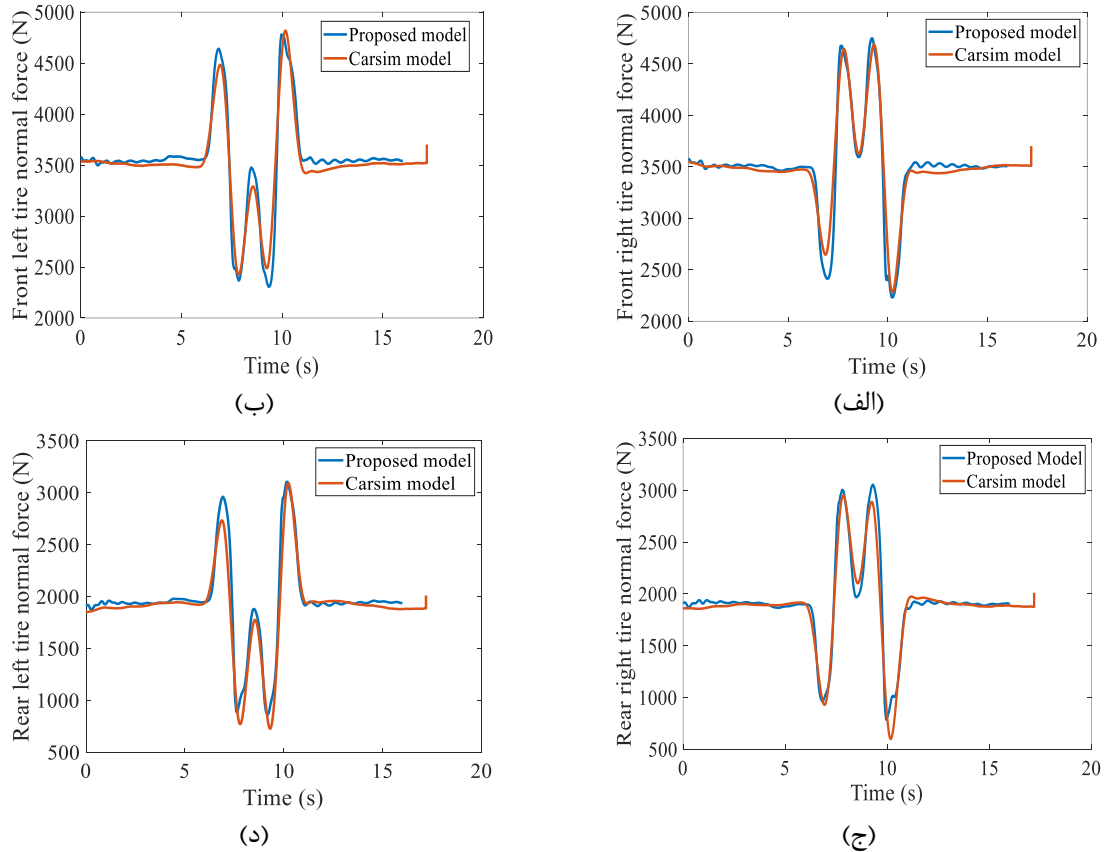 5000
4500
4000
3500
3000
2500
2000
Front left tire normal force (N)
Proposed model
Carsim model
0 5 10 15 20
Time (s)
(ب)
5000
4500
4000
3500
3000
2500
2000
Front right tire normal force (N)
Proposed model
Carsim model
0 5 10 15 20
Time (s)
(الف)
3500
3000
2500
2000
1500
1000
500
Rear left tire normal force (N)
Proposed model
Carsim model
0 5 10 15 20
Time (s)
(د)
3500
3000
2500
2000
1500
1000
500
Rear right tire normal force (N)
Proposed Model
Carsim model
0 5 10 15 20
Time (s)
(ج)